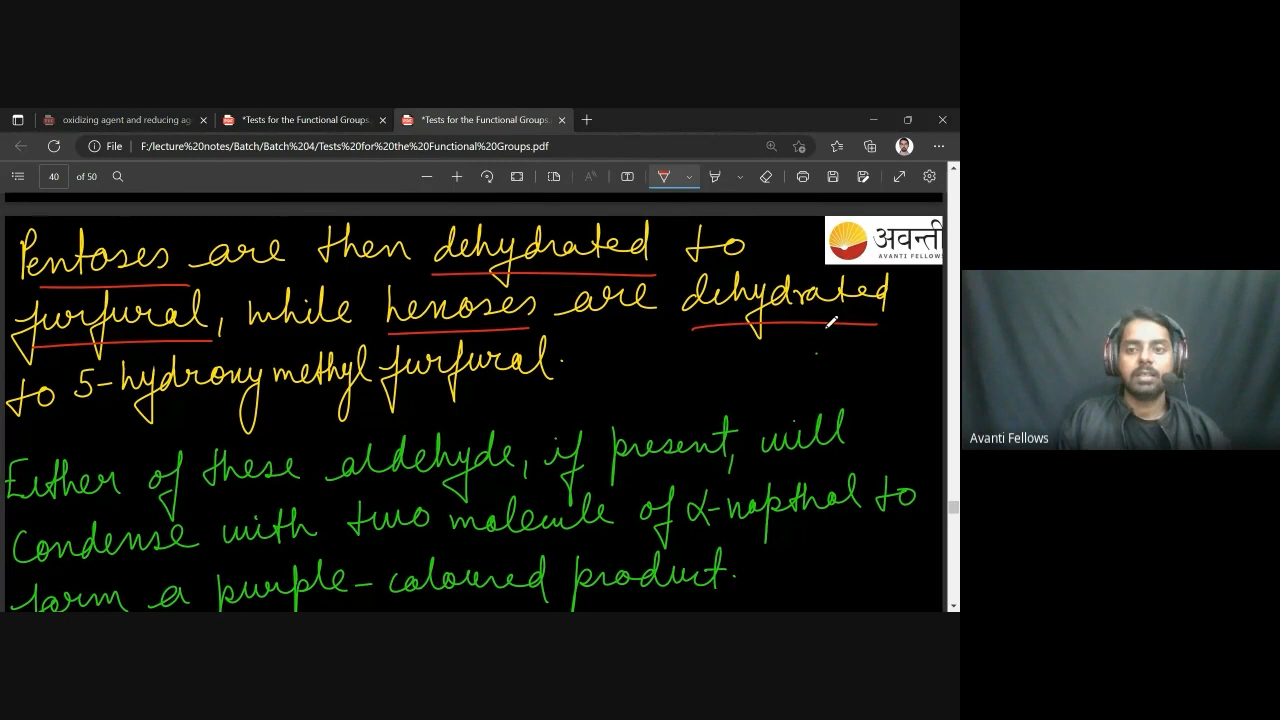 oxidizing agent and reducing ag
*Tests for the Functional Groups.
*Tests for the Functional Groups.
File F:/lecture%20notes/Batch/Batch%204/Tests%20for%20the%20Functional%20Groups.pdf
40 of 50
Pentoses are then dehydrated to
furfural, while hexoses are dehydrated
to 5-hydroxymethyl furfural.
अवन्ती
AVANTI FELLOWS
Either of these aldehyde, if present, will
condense with two molecule of α-napthol to
form a purple-coloured product.
Avanti Fellows